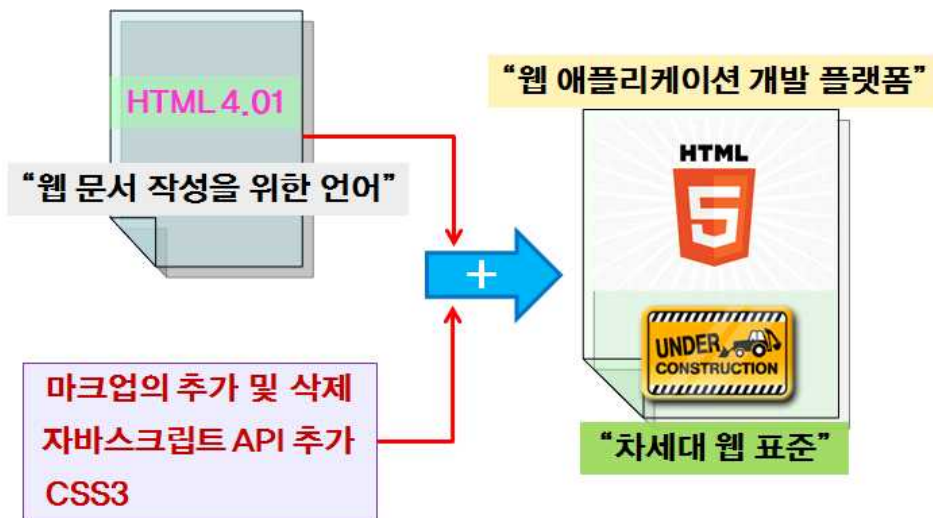 HTML 4.01
“웹 문서 작성을 위한 언어”
마크업의 추가 및 삭제
자바스크립트 API 추가
CSS3
+
“웹 애플리케이션 개발 플랫폼”
HTML
5
UNDER
CONSTRUCTION
“차세대 웹 표준”